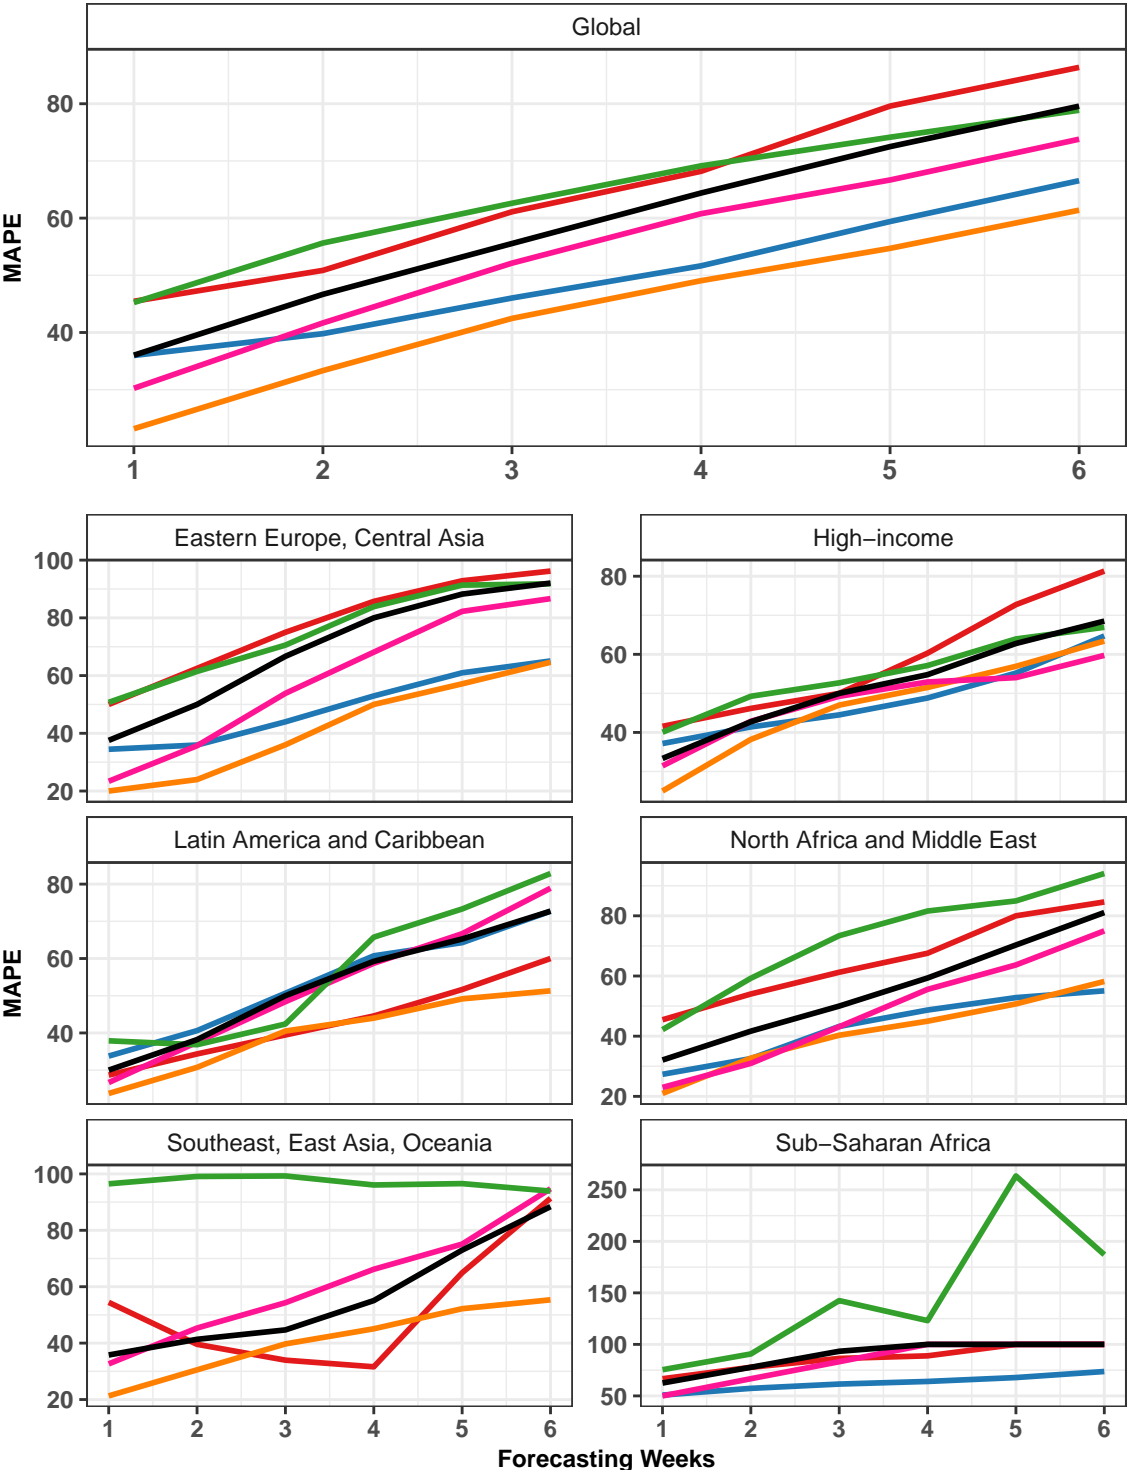 Global
MAPE
80
60
40
1 2 3 4 5 6
Eastern Europe, Central Asia
100
80
60
40
20
High−income
80
60
40
Latin America and Caribbean
MAPE
80
60
40
North Africa and Middle East
80
60
40
20
Southeast, East Asia, Oceania
100
80
60
40
20
1 2 3 4 5 6
Sub−Saharan Africa
250
200
150
100
50
1 2 3 4 5 6
Forecasting Weeks